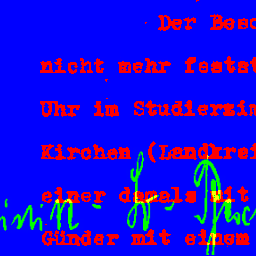 Der Besc
nicht mehr festst
Uhr im Studierzim
Kirchen (Landkrei
einer damals mit
Günder mit einem